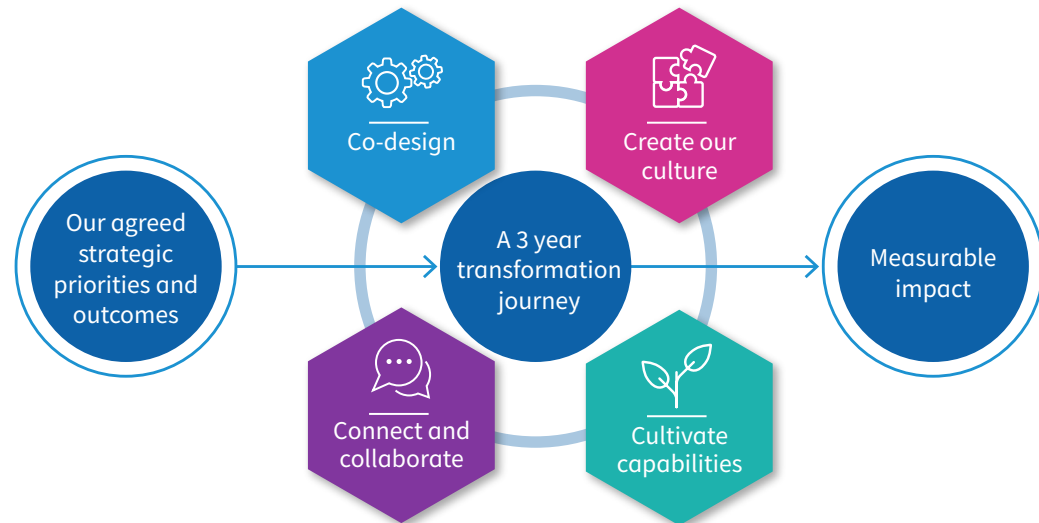 Co-design
Create our
culture
Our agreed
strategic
priorities and
outcomes
A 3 year
transformation
journey
Measurable
impact
Connect and
collaborate
Cultivate
capabilities